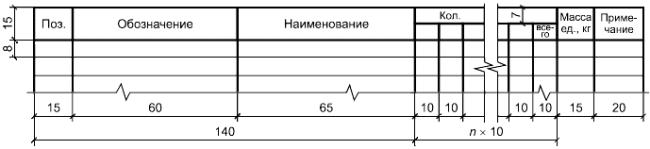 15
8
Поз. Обозначение Наименование Кол. 7 Масса ед., кг Приме-
чание
все-
го
15 60 65 10 10 10 10 15 20
140 n × 10